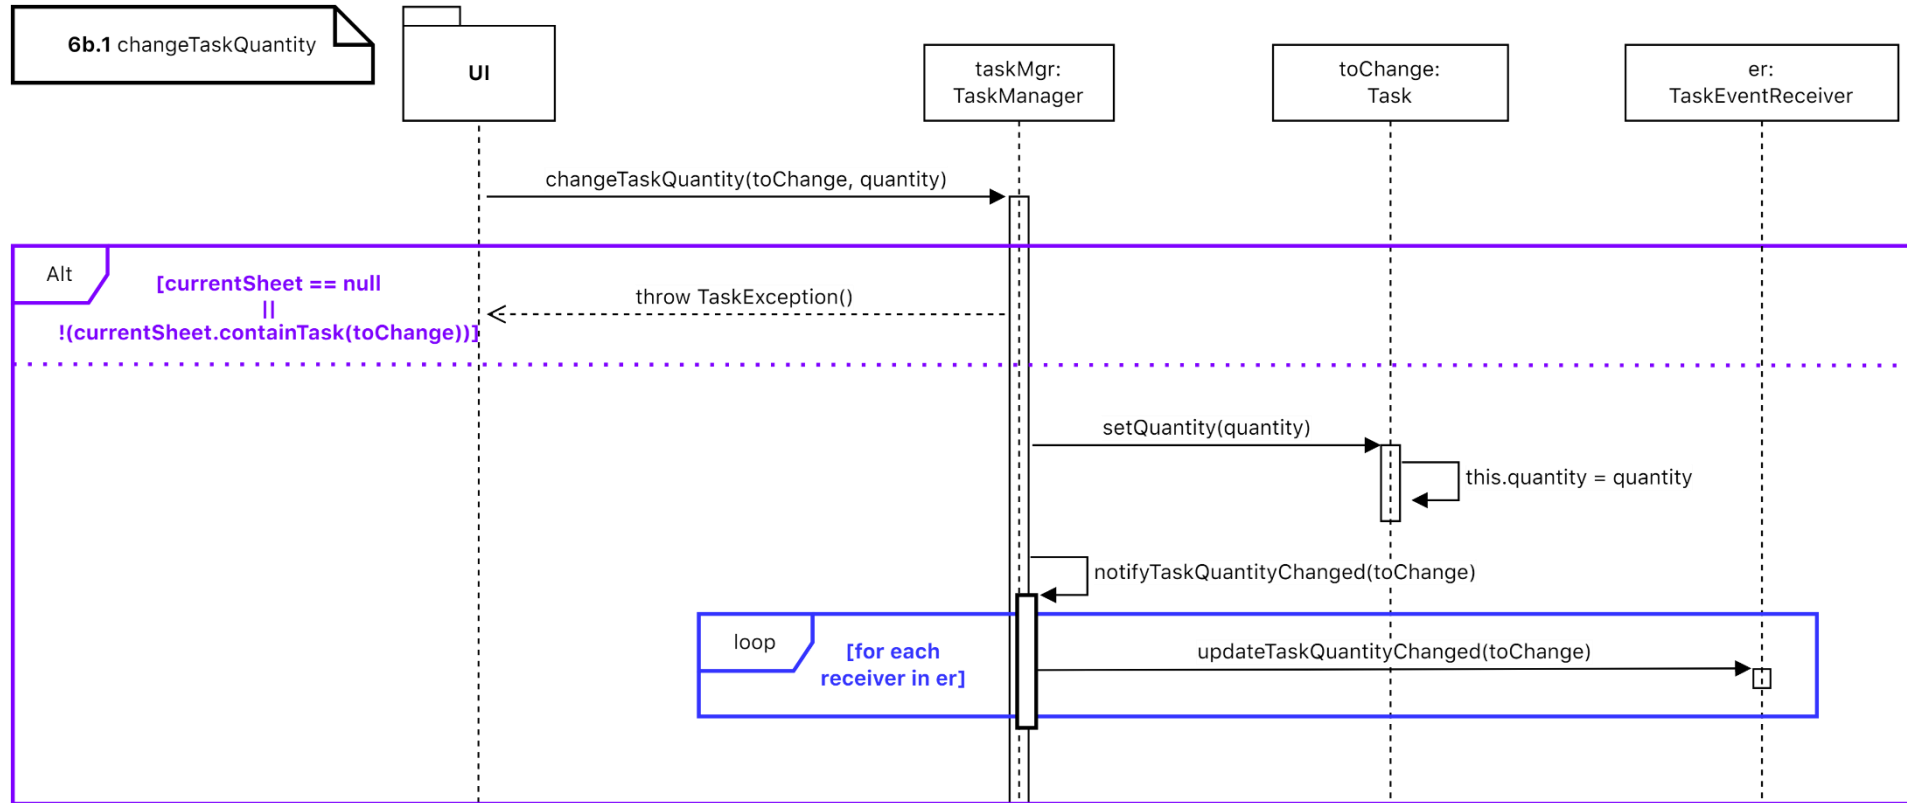 6b.1 changeTaskQuantity
UI
taskMgr:
TaskManager
toChange:
Task
er:
TaskEventReceiver
changeTaskQuantity(toChange, quantity)
Alt
[currentSheet == null
||
!(currentSheet.containTask(toChange))]
throw TaskException()
setQuantity(quantity)
this.quantity = quantity
notifyTaskQuantityChanged(toChange)
loop
[for each
receiver in er]
updateTaskQuantityChanged(toChange)